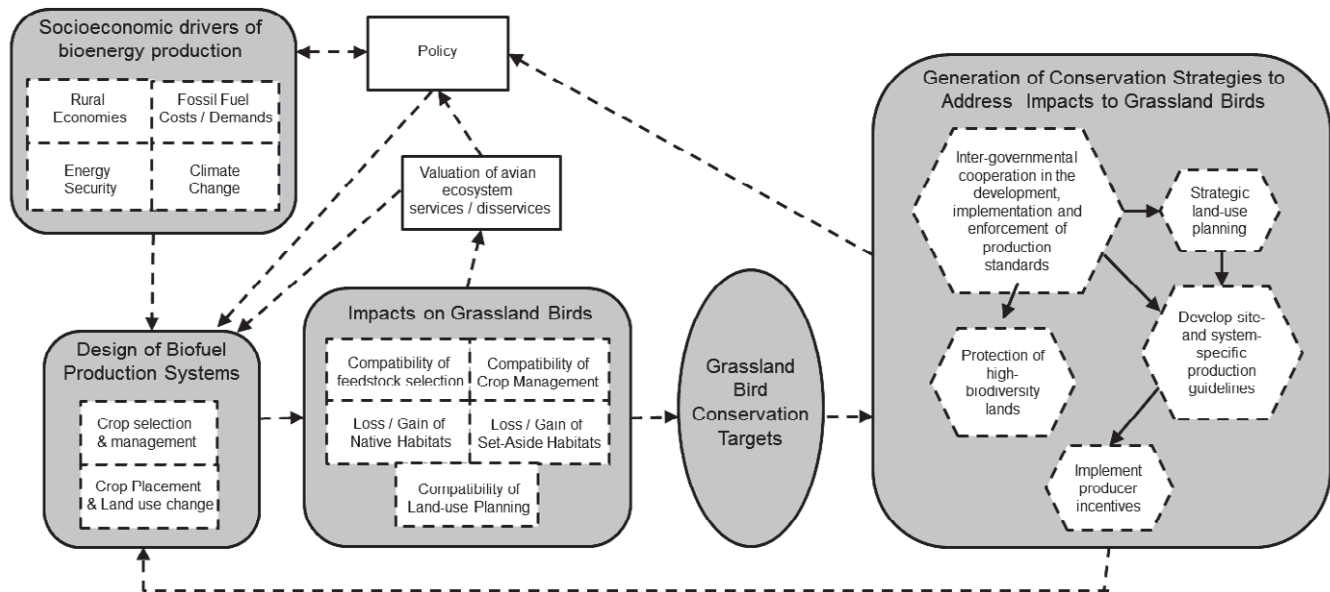 Socioeconomic drivers of
bioenergy production
Rural
Economies
Fossil Fuel
Costs / Demands
Energy
Security
Climate
Change
Policy
Valuation of avian
ecosystem
services / disservices
Design of Biofuel
Production Systems
Crop selection
& management
Crop Placement
& Land use change
Impacts on Grassland Birds
Compatibility of
feedstock selection
Compatibility of
Crop Management
Loss / Gain of
Native Habitats
Loss / Gain of
Set-Aside Habitats
Compatibility of
Land-use Planning
Grassland
Bird
Conservation
Targets
Generation of Conservation Strategies to
Address Impacts to Grassland Birds
Inter-governmental
cooperation in the
development,
implementation and
enforcement of
production
standards
Strategic
land-use
planning
Protection of
high-
biodiversity
lands
Develop site-
and system-
specific
production
guidelines
Implement
producer
incentives